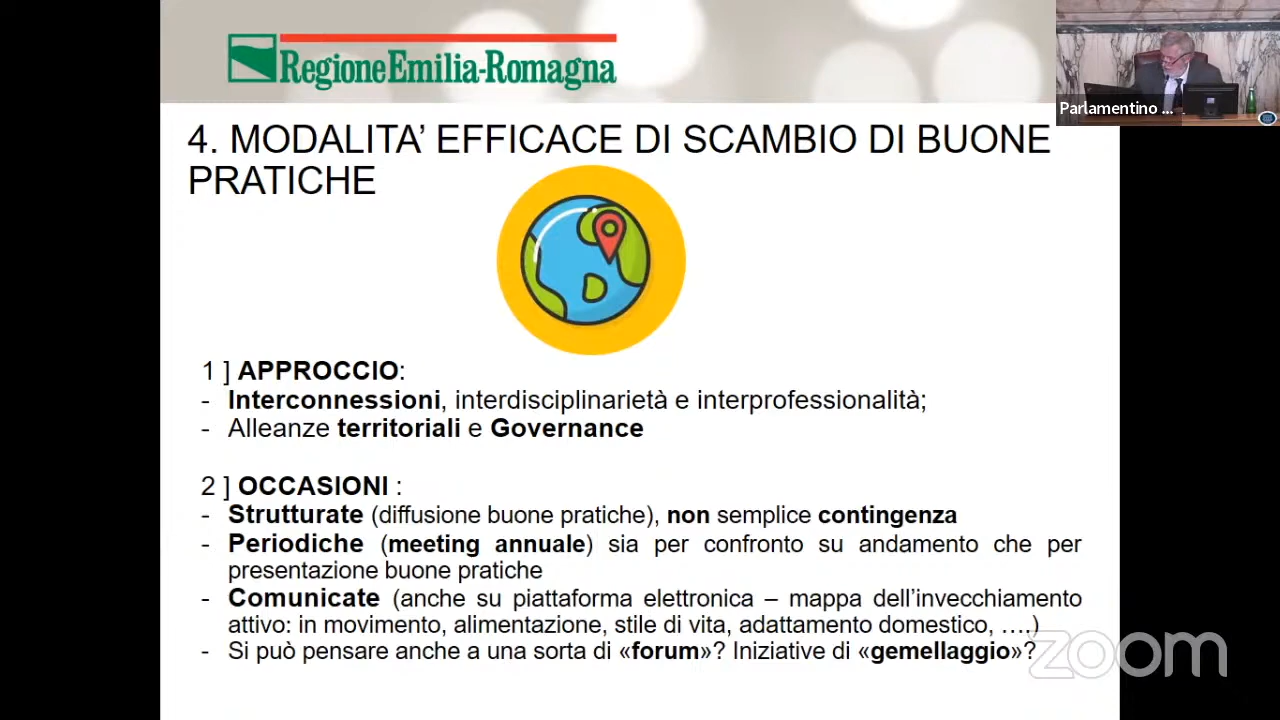 RegioneEmilia-Romagna
Parlamentino ...
4. MODALITA’ EFFICACE DI SCAMBIO DI BUONE
PRATICHE
1 ] APPROCCIO:
- Interconnessioni, interdisciplinarietà e interprofessionalità;
- Alleanze territoriali e Governance
2 ] OCCASIONI :
- Strutturate (diffusione buone pratiche), non semplice contingenza
- Periodiche (meeting annuale) sia per confronto su andamento che per
presentazione buone pratiche
- Comunicate (anche su piattaforma elettronica – mappa dell’invecchiamento
attivo: in movimento, alimentazione, stile di vita, adattamento domestico, ….)
- Si può pensare anche a una sorta di «forum»? Iniziative di «gemellaggio»?
zoom